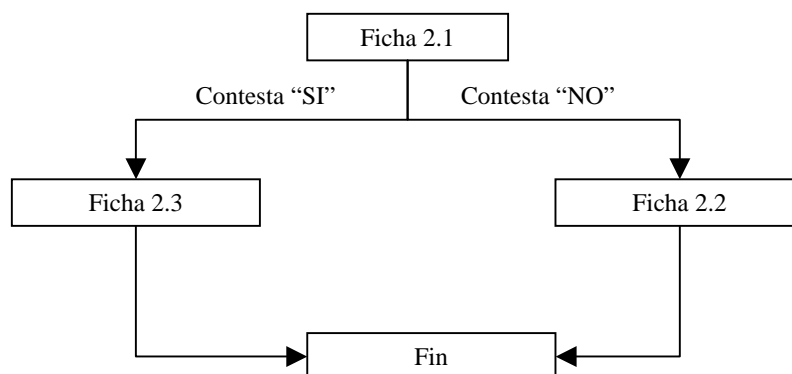 Ficha 2.1
Contesta “SI”
Contesta “NO”
Ficha 2.3
Ficha 2.2
Fin